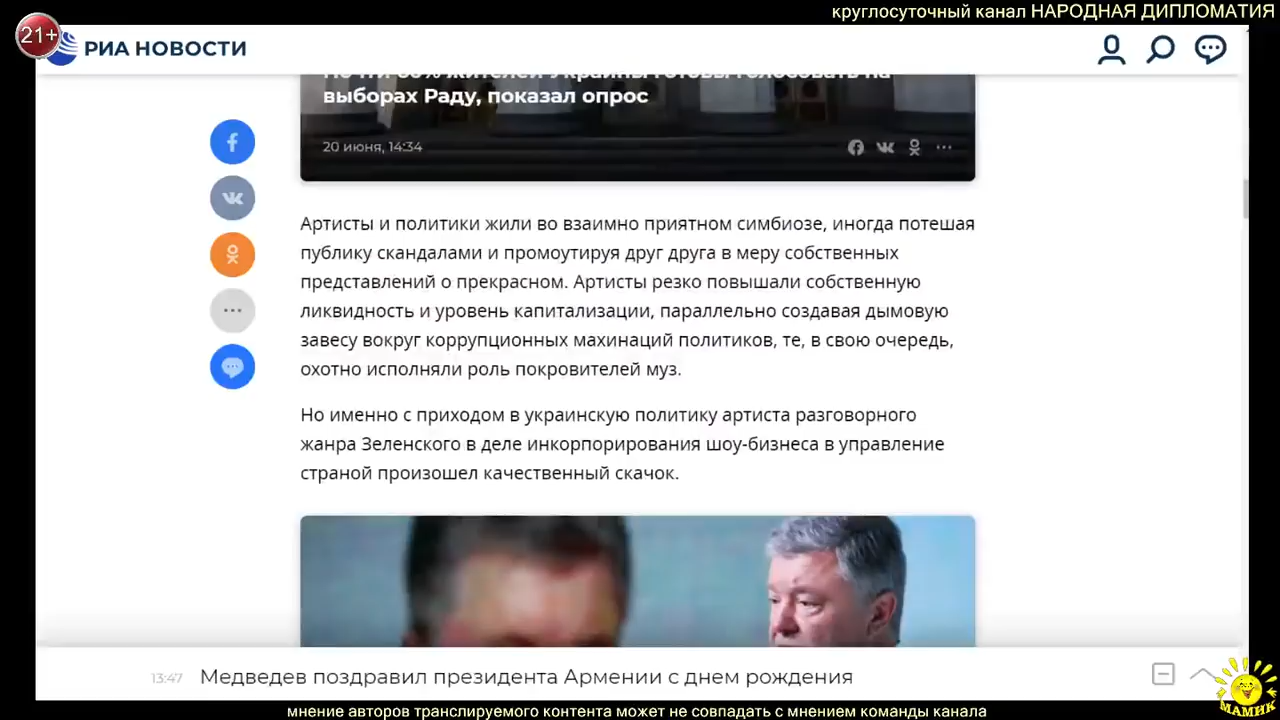 круглосуточный канал НАРОДНАЯ ДИПЛОМАТИЯ
21+
РИА НОВОСТИ
выборах Раду, показал опрос
20 июня, 14:34
Артисты и политики жили во взаимно приятном симбиозе, иногда потешая
публику скандалами и промоутируя друг друга в меру собственных
представлений о прекрасном. Артисты резко повышали собственную
ликвидность и уровень капитализации, параллельно создавая дымовую
завесу вокруг коррупционных махинаций политиков, те, в свою очередь,
охотно исполняли роль покровителей муз.
Но именно с приходом в украинскую политику артиста разговорного
жанра Зеленского в деле инкорпорирования шоу-бизнеса в управление
страной произошел качественный скачок.
13:47 Медведев поздравил президента Армении с днем рождения
МАМИК
мнение авторов транслируемого контента может не совпадать с мнением команды канала